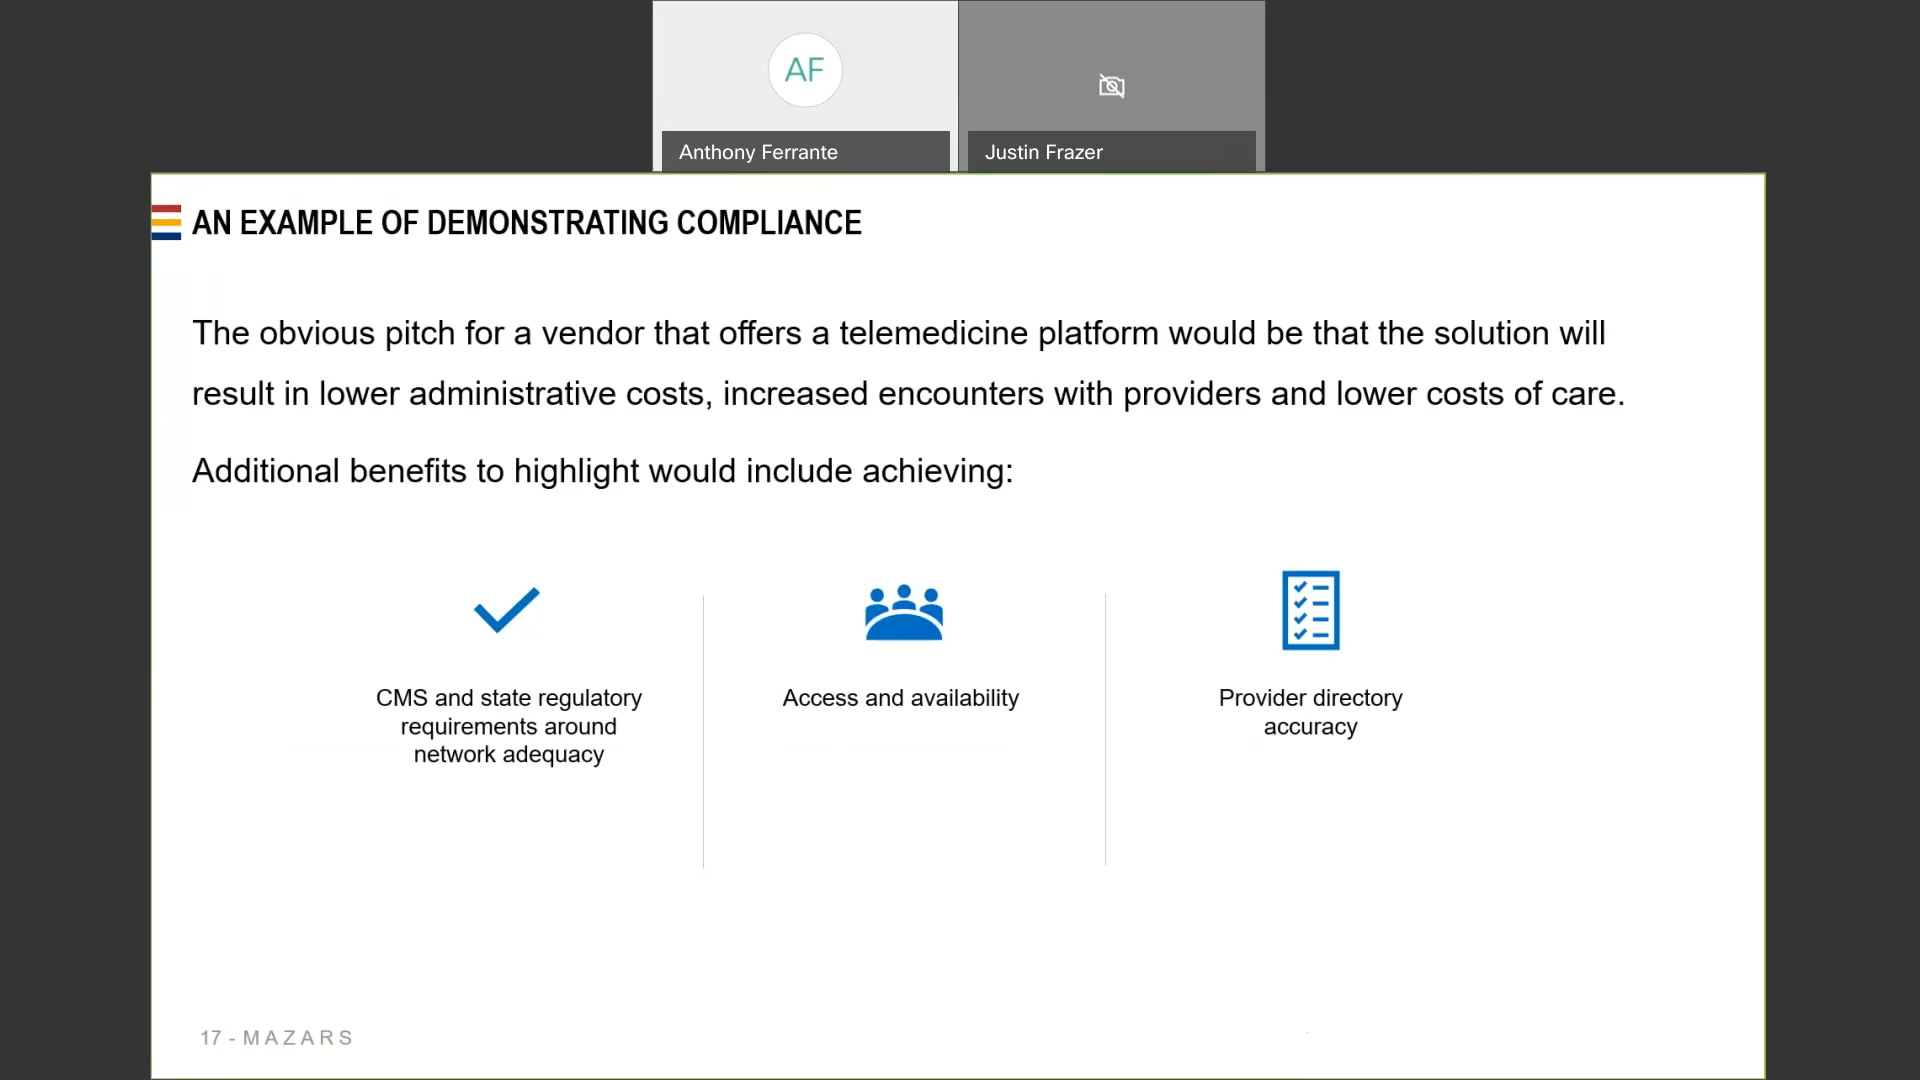 AF
Anthony Ferrante
Justin Frazer
AN EXAMPLE OF DEMONSTRATING COMPLIANCE
The obvious pitch for a vendor that offers a telemedicine platform would be that the solution will
result in lower administrative costs, increased encounters with providers and lower costs of care.
Additional benefits to highlight would include achieving:
CMS and state regulatory
requirements around
network adequacy
Access and availability
Provider directory
accuracy
17 - MAZARS